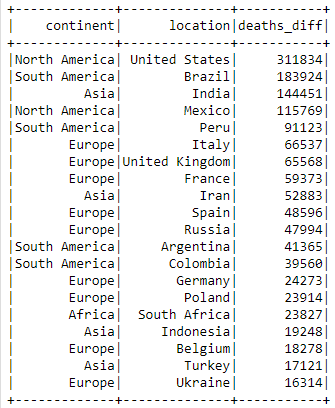 +-------------+--------------+-----------+
|    continent|      location|deaths_diff|
+-------------+--------------+-----------+
|North America| United States|     311834|
|South America|        Brazil|     183924|
|         Asia|         India|     144451|
|North America|        Mexico|     115769|
|South America|          Peru|      91123|
|       Europe|         Italy|      66537|
|       Europe|United Kingdom|      65568|
|       Europe|        France|      59373|
|         Asia|          Iran|      52883|
|       Europe|         Spain|      48596|
|       Europe|        Russia|      47994|
|South America|     Argentina|      41365|
|South America|      Colombia|      39560|
|       Europe|       Germany|      24273|
|       Europe|        Poland|      23914|
|       Africa|  South Africa|      23827|
|         Asia|     Indonesia|      19248|
|       Europe|       Belgium|      18278|
|         Asia|        Turkey|      17121|
|       Europe|       Ukraine|      16314|
+-------------+--------------+-----------+